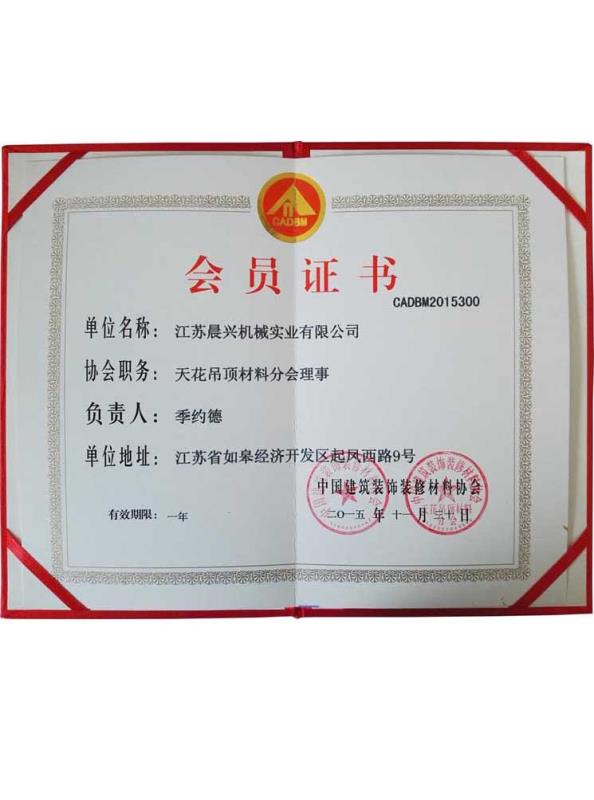 CADBM
会员证书
CADBM2015300
单位名称：江苏晨兴机械实业有限公司
协会职务：天花吊顶材料分会理事
负责人：季约德
单位地址：江苏省如皋经济开发区起凤西路9号
中国建筑装饰装修材料协会
有效期限：一年
二〇一五年十一月三十日